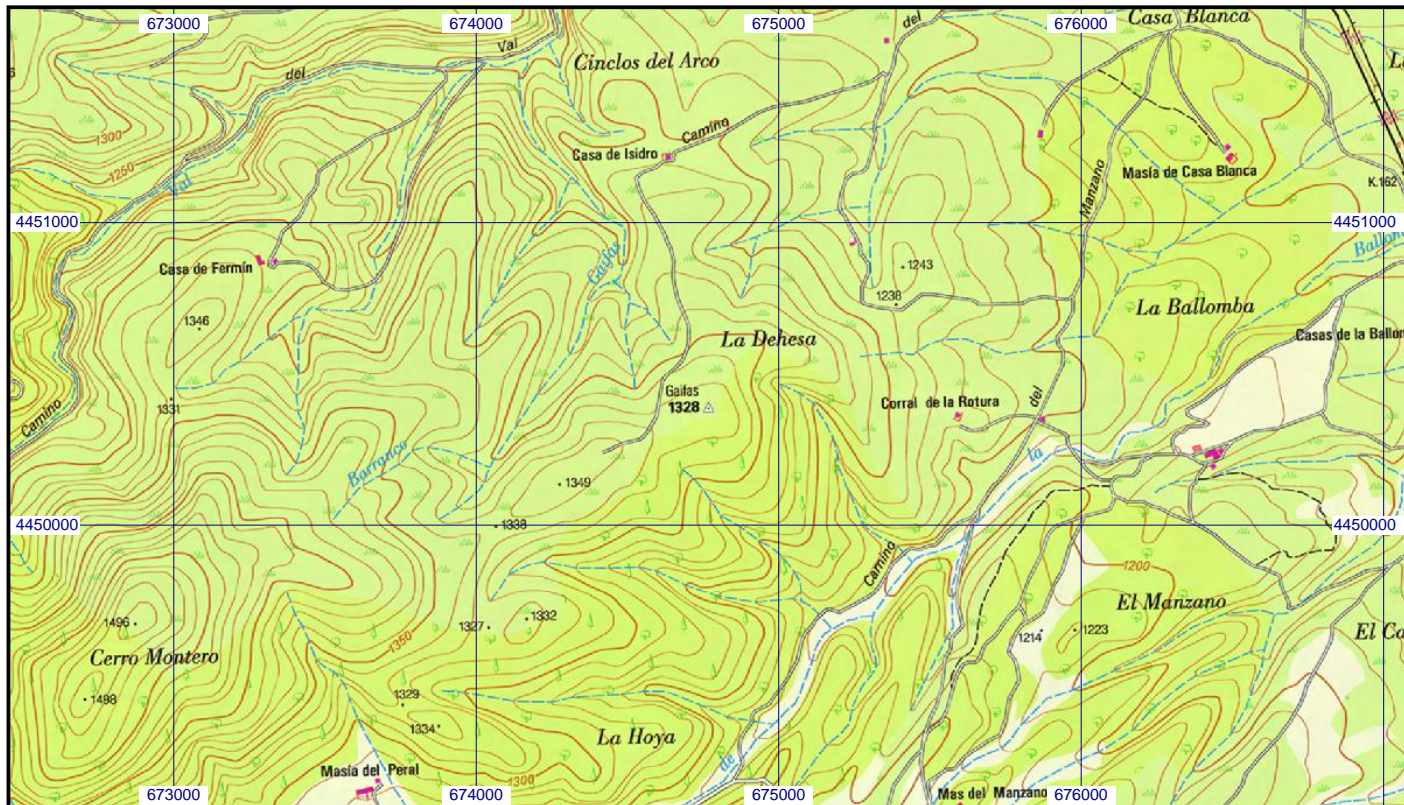 673000
674000
675000
676000
del
Casa Blanca
Val
del
Cinclos del Arco
1300
Camino
Casa de Isidro
1250
Masía de Casa Blanca
Manzano
K.162
Val
4451000
4451000
Gaifas
Casa de Fermín
1243
1238
La Ballomba
1346
La Dehesa
Casas de la Ballom
Gaifas
1328
Corral de la Rotura
del
1331
Camino
Barranco
la
1349
4450000
1338
4450000
Camino
1200
El Manzano
1496
1327
1332
1214
1223
1350
El Ca
Cerro Montero
1498
1329
1334
La Hoya
de
Masía del Peral
1300
Mas del Manzano
673000
674000
675000
676000